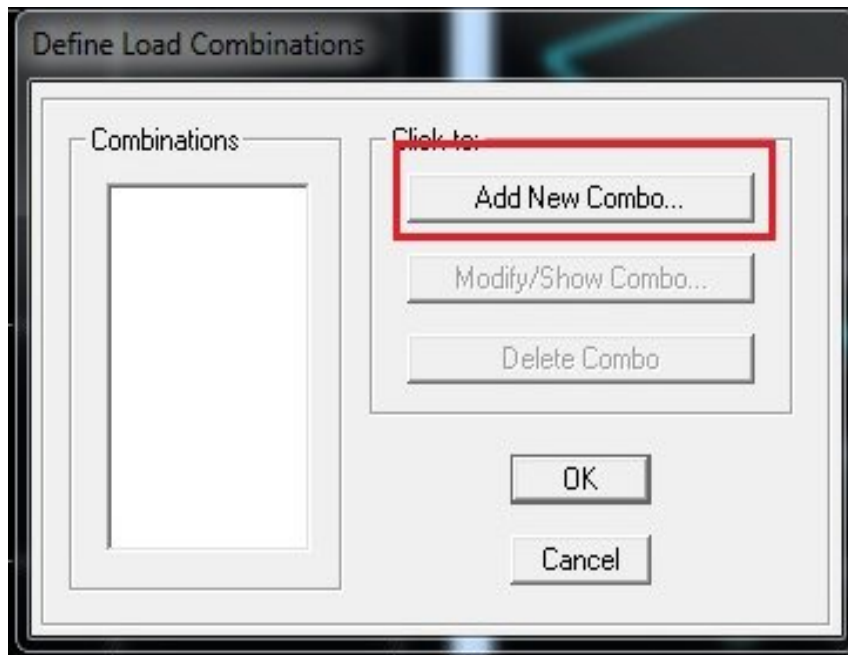 Define Load Combinations
Combinations
Click to:
Add New Combo...
Modify/Show Combo...
Delete Combo
OK
Cancel